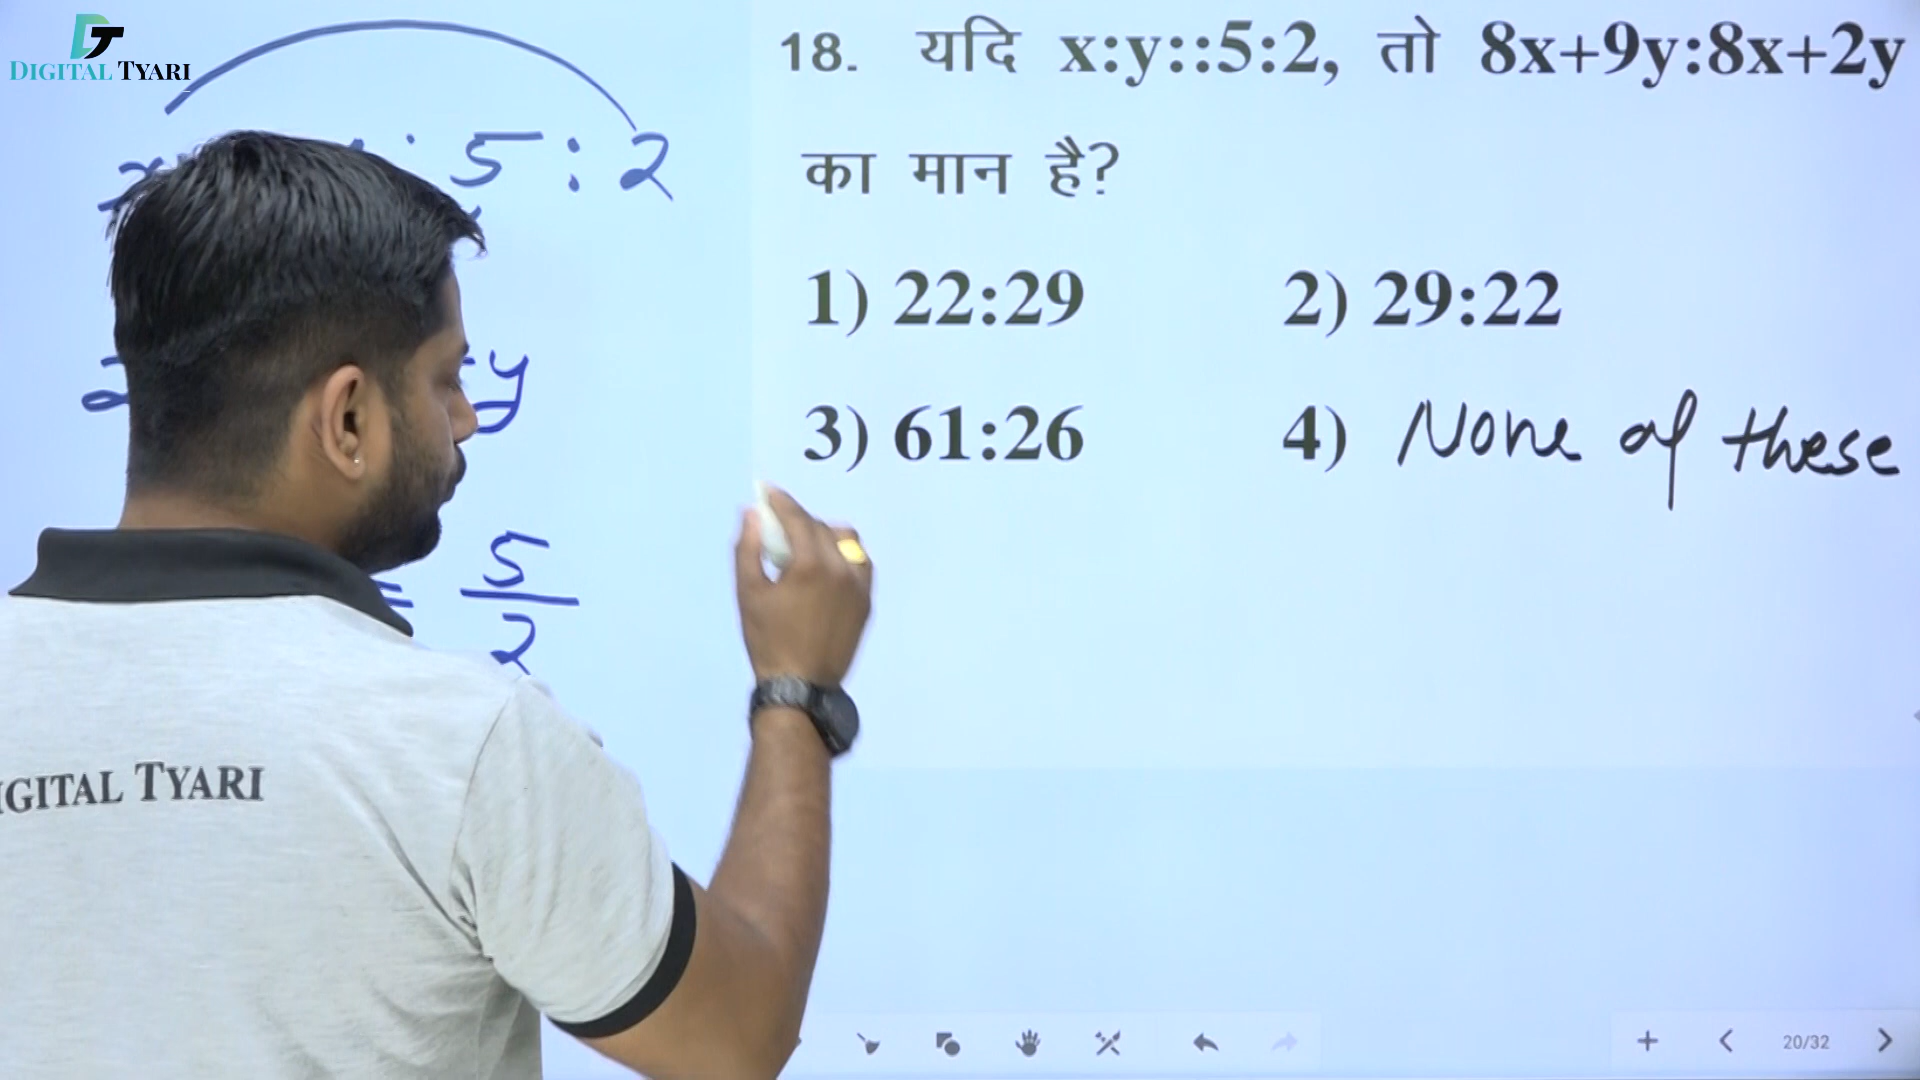 DIGITAL TYARI
18. यदि x:y::5:2, तो 8x+9y:8x+2y
का मान है?
1) 22:29 2) 29:22
3) 61:26 4) None of these
5 : 2
2 y
= 5
2
IGITAL TYARI
20/32